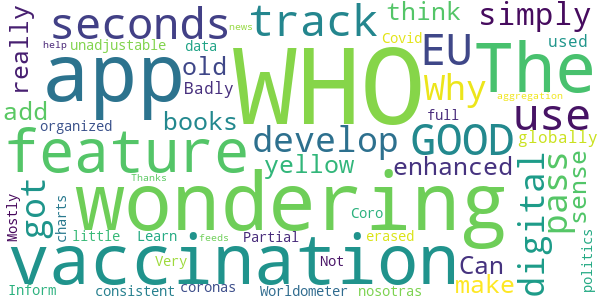 seconds
track
news
think
simply
help
unadjustable
Covid
EU
The
really
app
WHO
data
old
Badly
Why
used
aggregation
add
books
use
organized
full
develop
GOOD
globally
feature
yellow
enhanced
digital
pass
sense
got
wondering
Thanks
Mostly
charts
Coro
little
Learn
feeds
Partial
erased
vaccination
Very
Not
Can
make
politics
Inform
consistent
coronas
Worldometer
nosotras